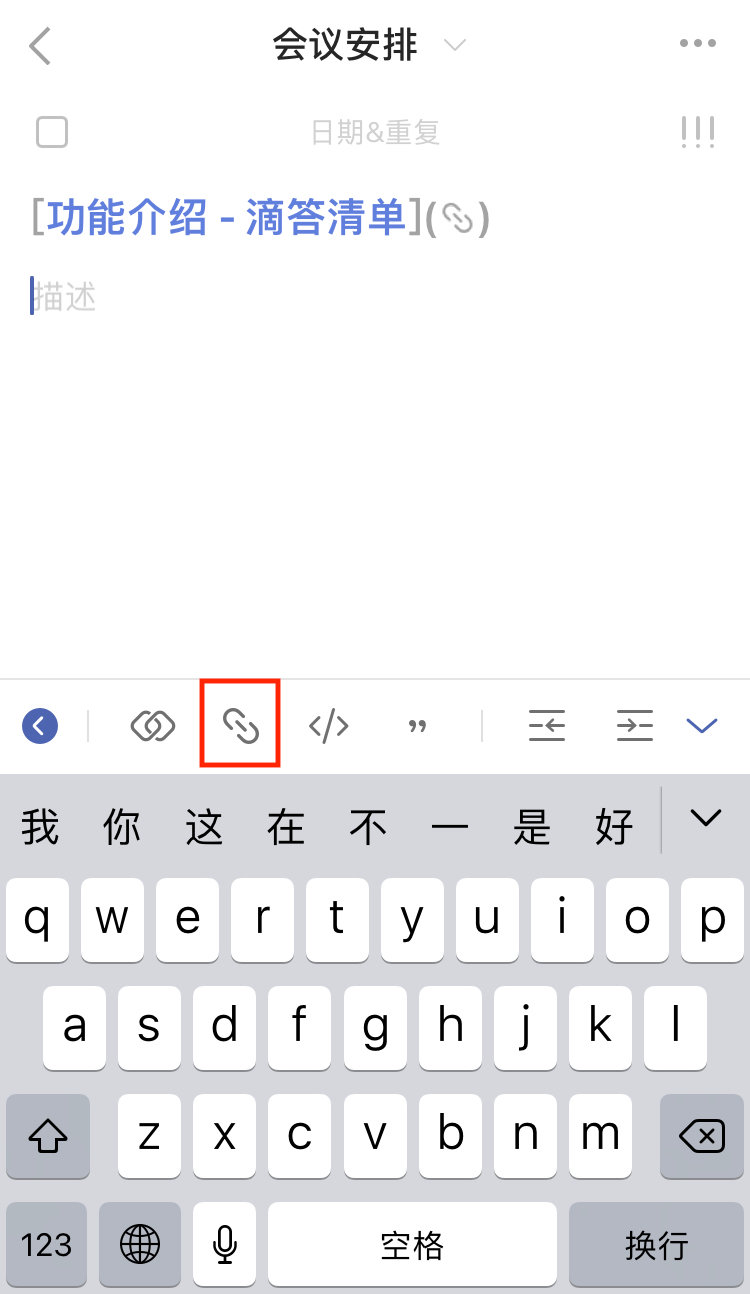 会议安排
日期&重复
[功能介绍 - 滴答清单]()
描述
</> ”
我 你 这 在 不 一 是 好
q w e r t y u i o p
a s d f g h j k l
z x c v b n m
123 空格 换行